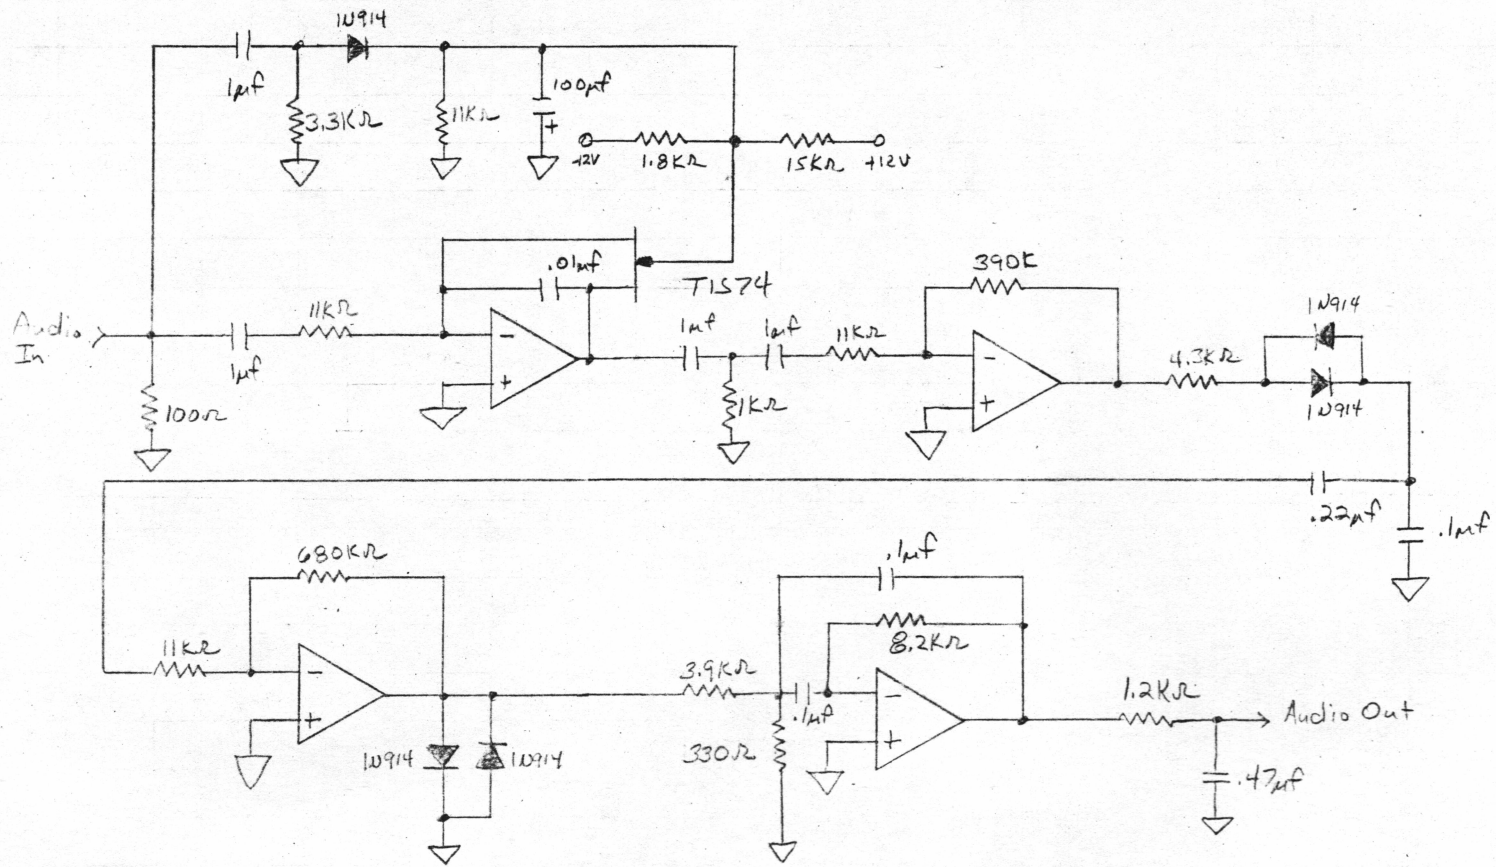 1N914
1µf
3.3KΩ
11KΩ
100µf
+
-12V
1.8KΩ
15KΩ
+12V
.01µf
TIS74
Audio
In
1µf
11KΩ
100Ω
-
+
1µf
1µf
1KΩ
11KΩ
390K
-
+
4.3KΩ
1N914
1N914
.22µf
.1µf
680KΩ
11KΩ
-
+
1N914
1N914
3.9KΩ
330Ω
.1µf
.1µf
8.2KΩ
-
+
1.2KΩ
Audio Out
.47µf